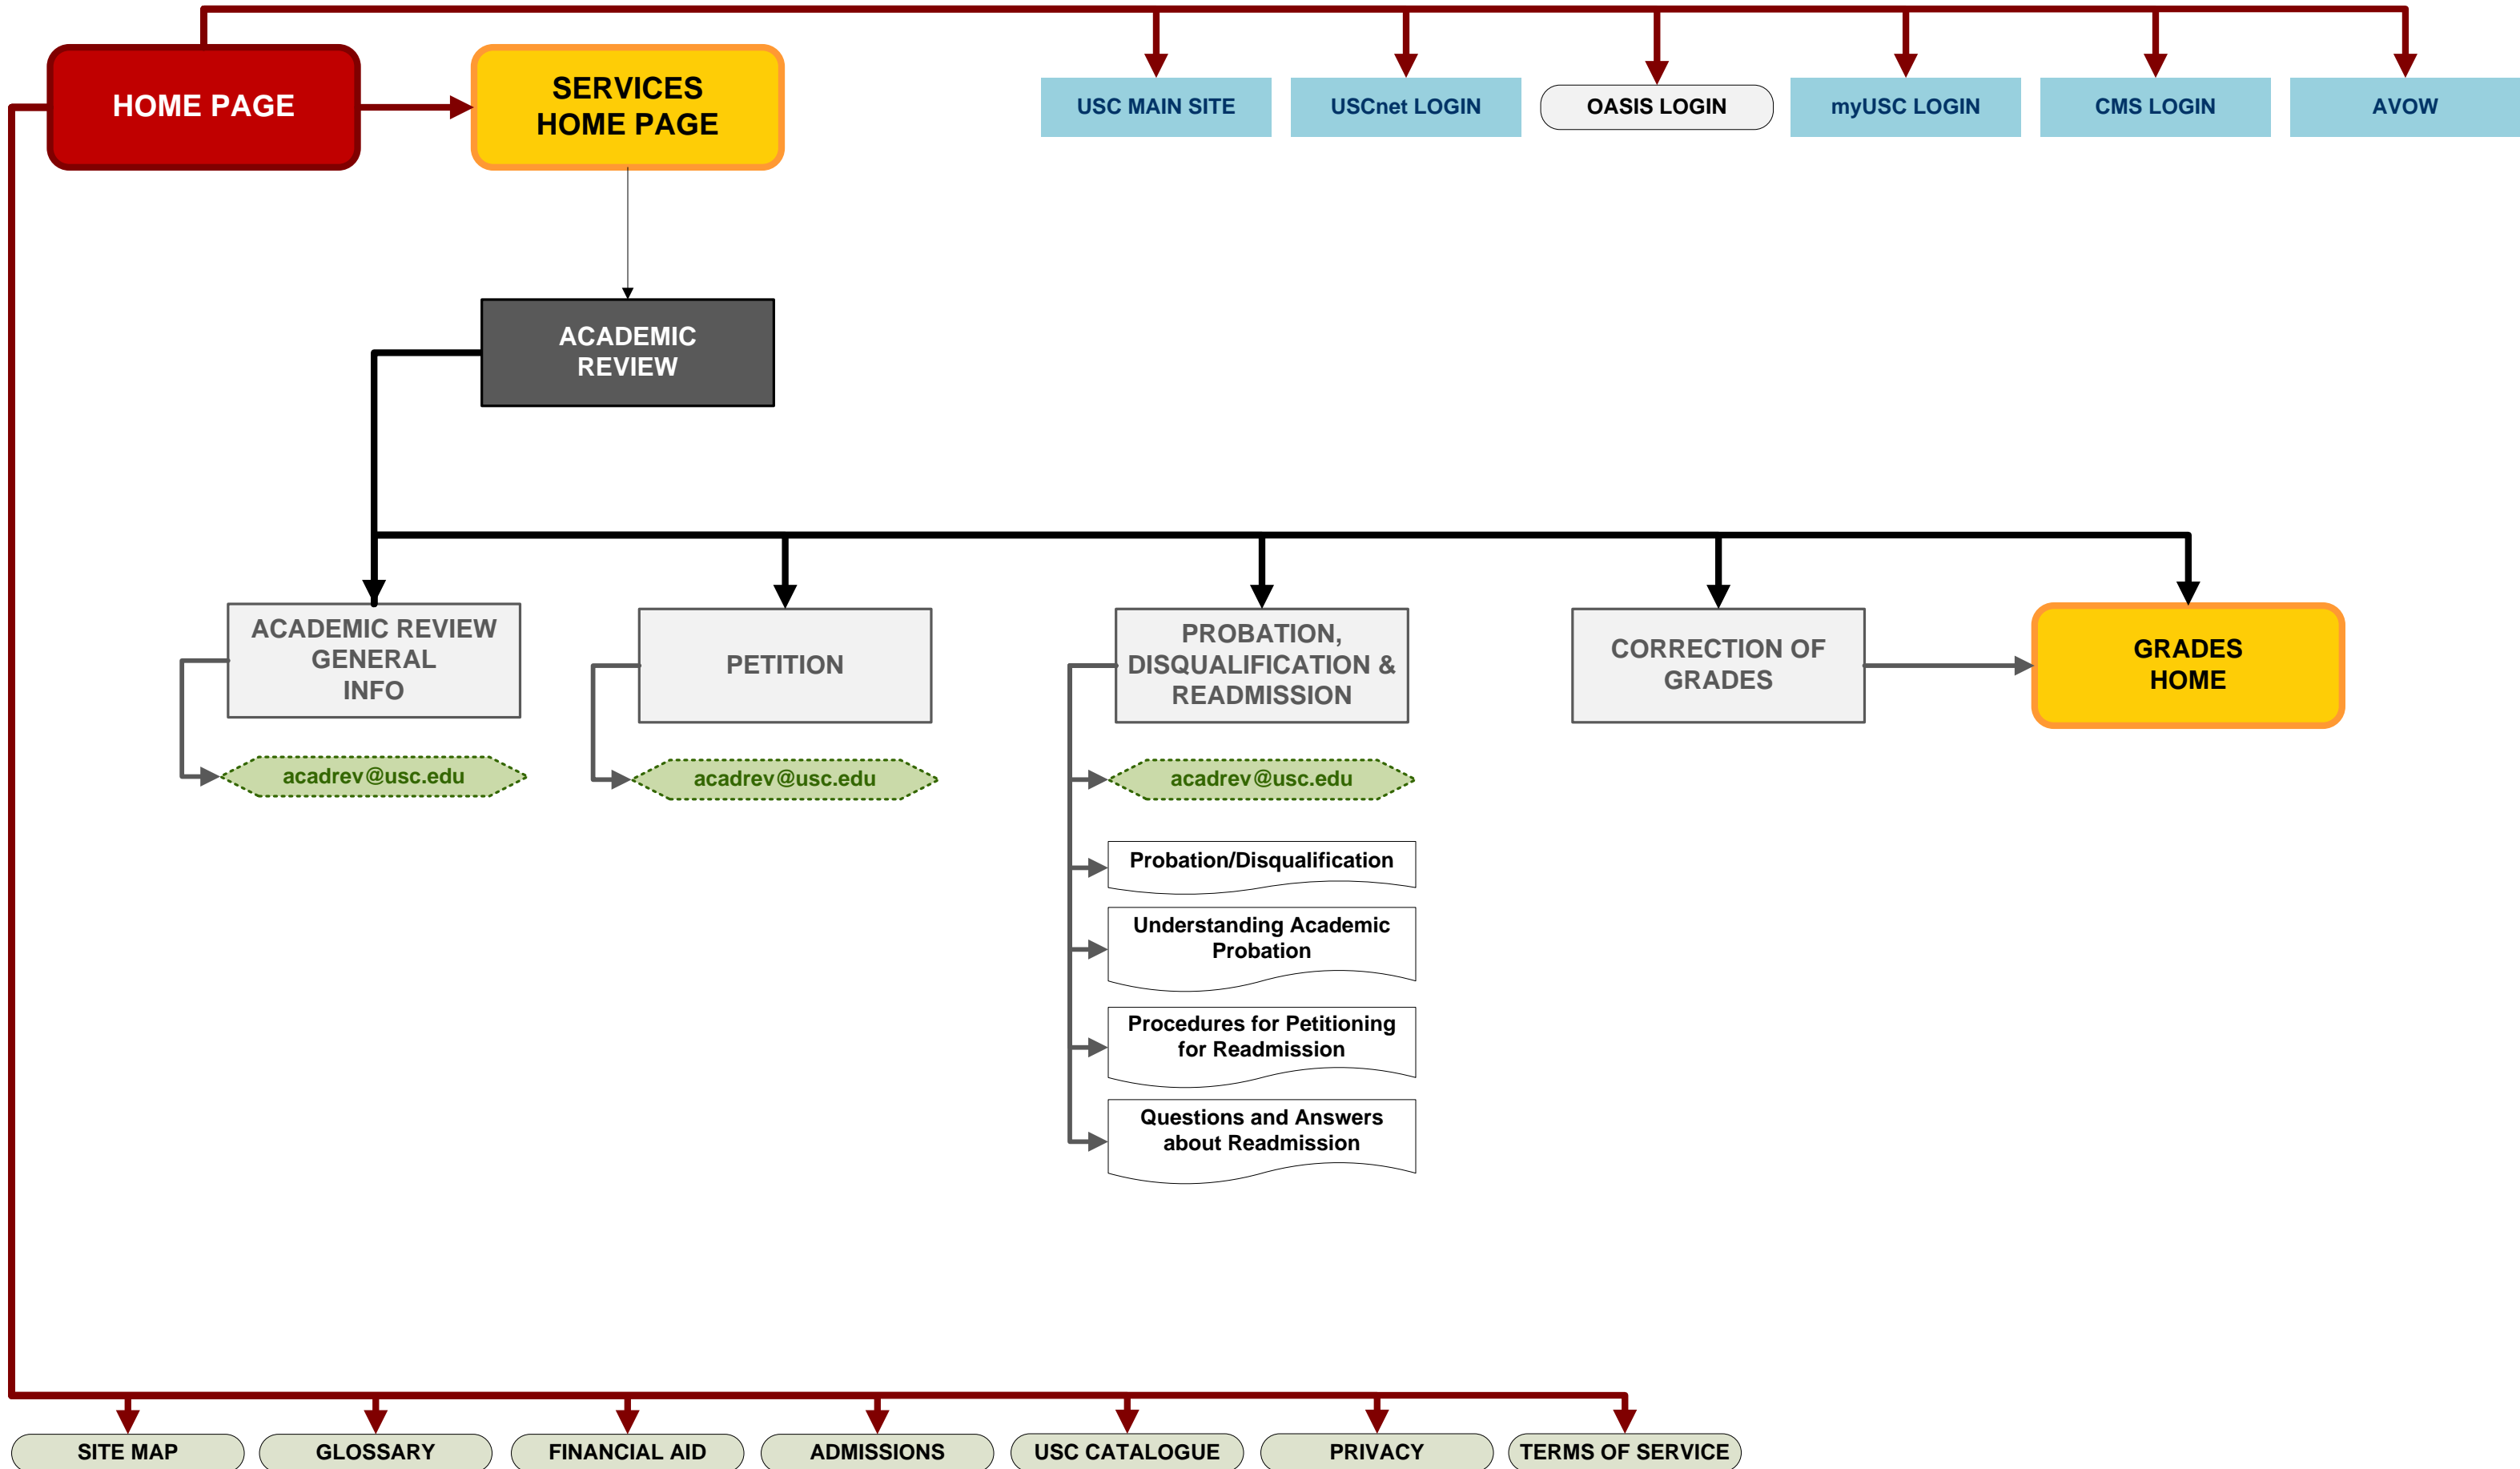 HOME PAGE
SERVICES
HOME PAGE
USC MAIN SITE
USCnet LOGIN
OASIS LOGIN
myUSC LOGIN
CMS LOGIN
AVOW
ACADEMIC
REVIEW
ACADEMIC REVIEW
GENERAL
INFO
PETITION
PROBATION,
DISQUALIFICATION &
READMISSION
CORRECTION OF
GRADES
GRADES
HOME
acadrev@usc.edu
acadrev@usc.edu
acadrev@usc.edu
Probation/Disqualification
Understanding Academic
Probation
Procedures for Petitioning
for Readmission
Questions and Answers
about Readmission
SITE MAP
GLOSSARY
FINANCIAL AID
ADMISSIONS
USC CATALOGUE
PRIVACY
TERMS OF SERVICE